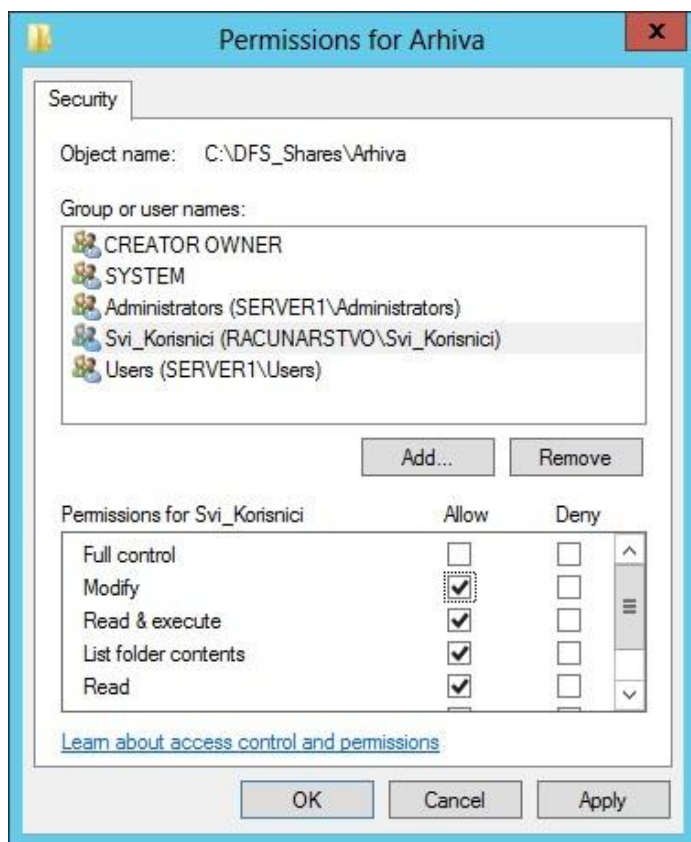 Permissions for Arhiva
x
Security
Object name: C:\DFS_Shares\Arhiva
Group or user names:
CREATOR OWNER
SYSTEM
Administrators (SERVER1\Administrators)
Svi_Korisnici (RACUNARSTVO\Svi_Korisnici)
Users (SERVER1\Users)
Add... Remove
Permissions for Svi_Korisnici Allow Deny
Full control
Modify
Read & execute
List folder contents
Read
Learn about access control and permissions
OK Cancel Apply